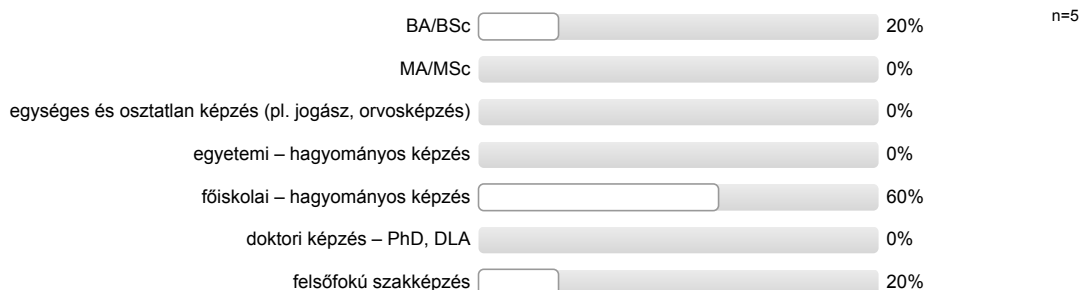 n=5
BA/BSc 20%
MA/MSc 0%
egységes és osztatlan képzés (pl. jogász, orvosképzés) 0%
egyetemi – hagyományos képzés 0%
főiskolai – hagyományos képzés 60%
doktori képzés – PhD, DLA 0%
felsőfokú szakképzés 20%